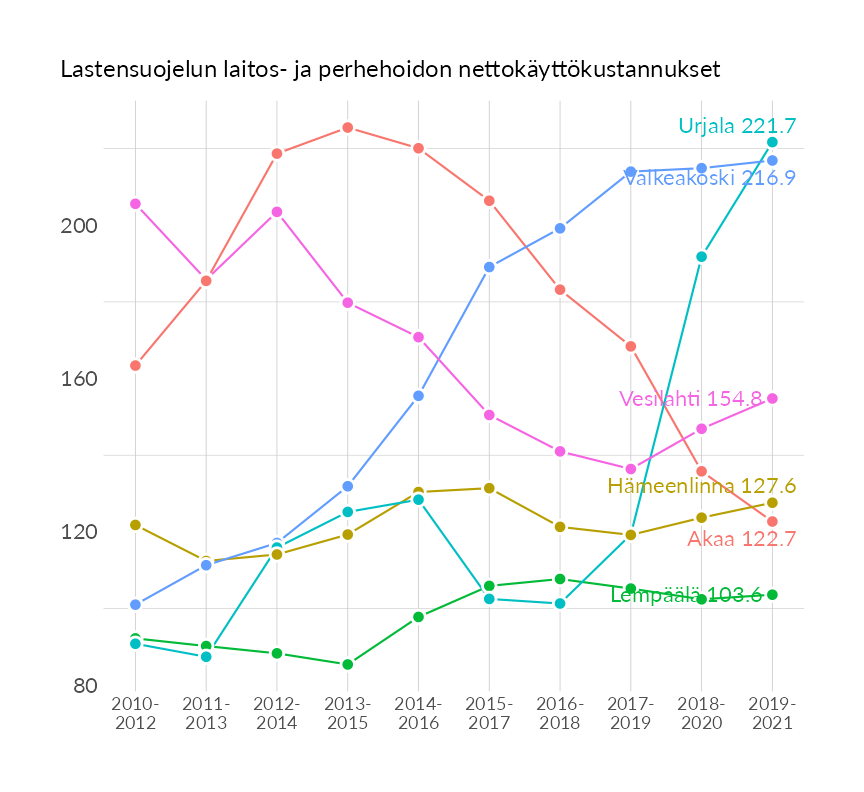 Lastensuojelun laitos- ja perhehoidon nettokäyttökustannukset
Urjala 221.7
Valkeakoski 216.9
200
160
Vesilahti 154.8
Hämeenlinna 127.6
120
Akaa 122.7
Lempäälä 103.6
80
2010- 2011- 2012- 2013- 2014- 2015- 2016- 2017- 2018- 2019-
2012 2013 2014 2015 2016 2017 2018 2019 2020 2021